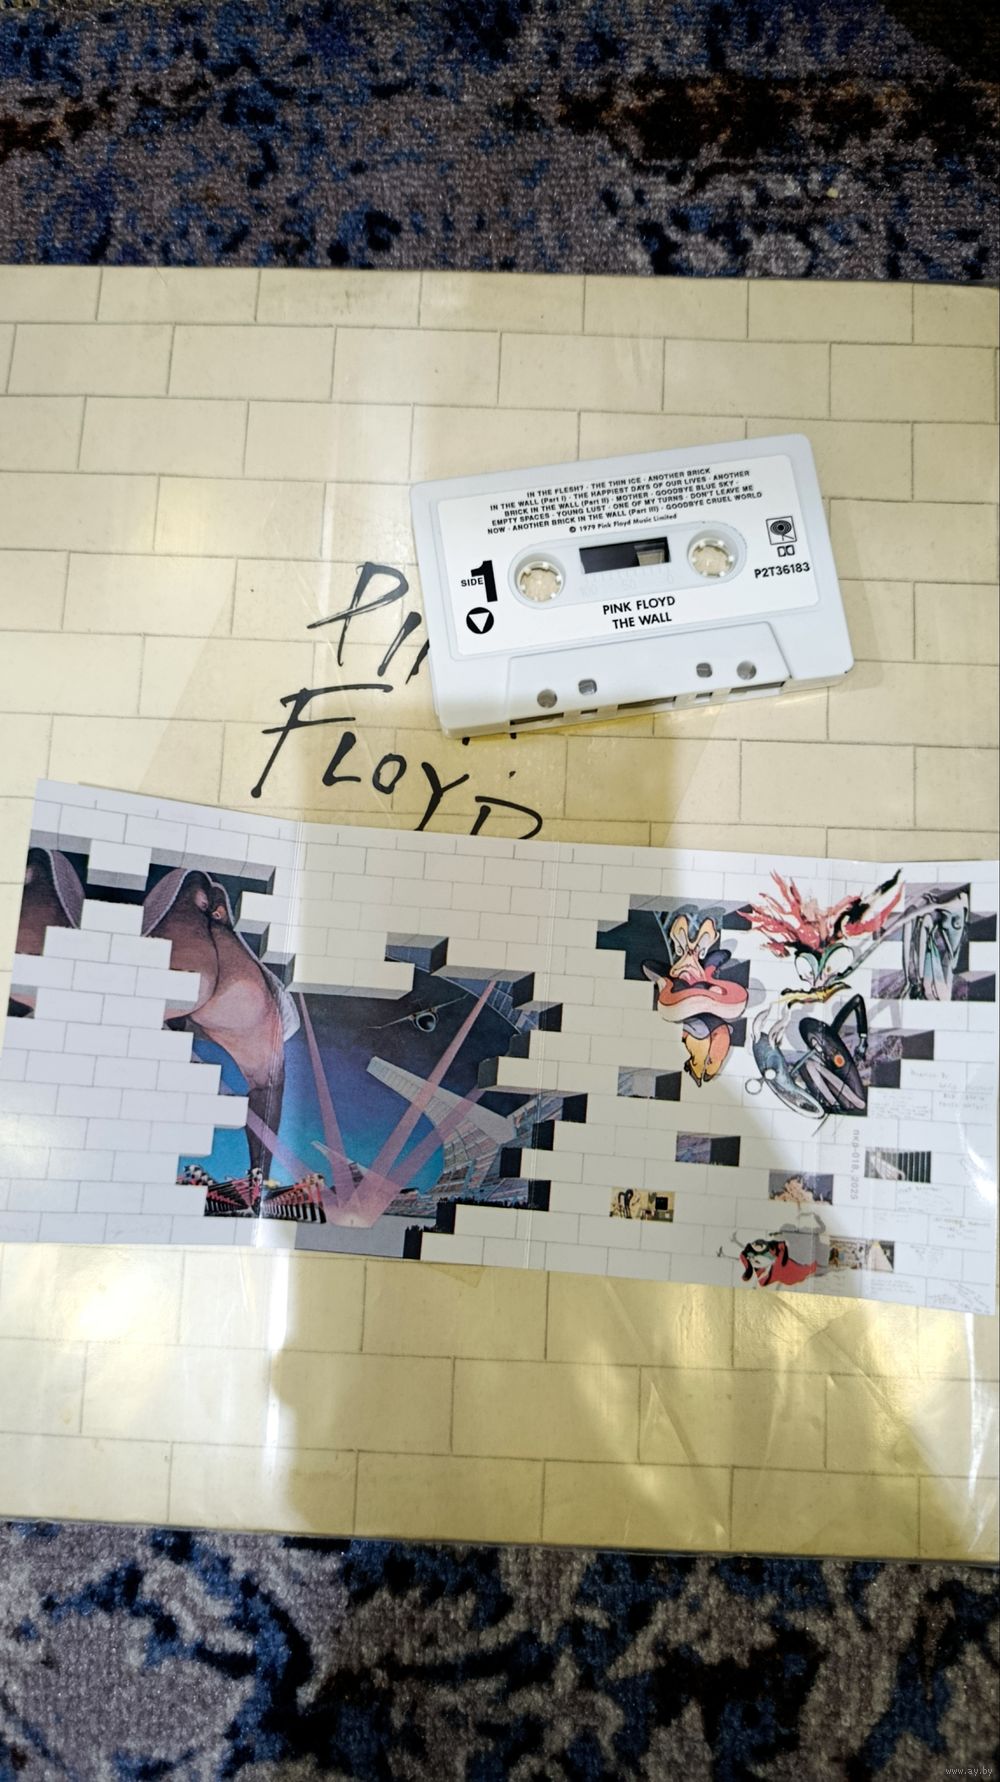 IN THE FLESH? · THE THIN ICE · ANOTHER BRICK
IN THE WALL (Part I) · THE HAPPIEST DAYS OF OUR LIVES · ANOTHER
BRICK IN THE WALL (Part II) · MOTHER · GOODBYE BLUE SKY ·
EMPTY SPACES · YOUNG LUST · ONE OF MY TURNS · DON'T LEAVE ME
NOW · ANOTHER BRICK IN THE WALL (Part III) · GOODBYE CRUEL WORLD
© 1979 Pink Floyd Music Limited
SIDE 1
P2T36183
PINK FLOYD
THE WALL
100 50 0
FLOYD
www.ay.by